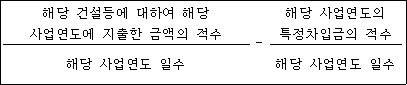 해당 건설등에 대하여 해당
사업연도에 지출한 금액의 적수
해당 사업연도 일수
-
해당 사업연도의
특정차입금의 적수
해당 사업연도 일수